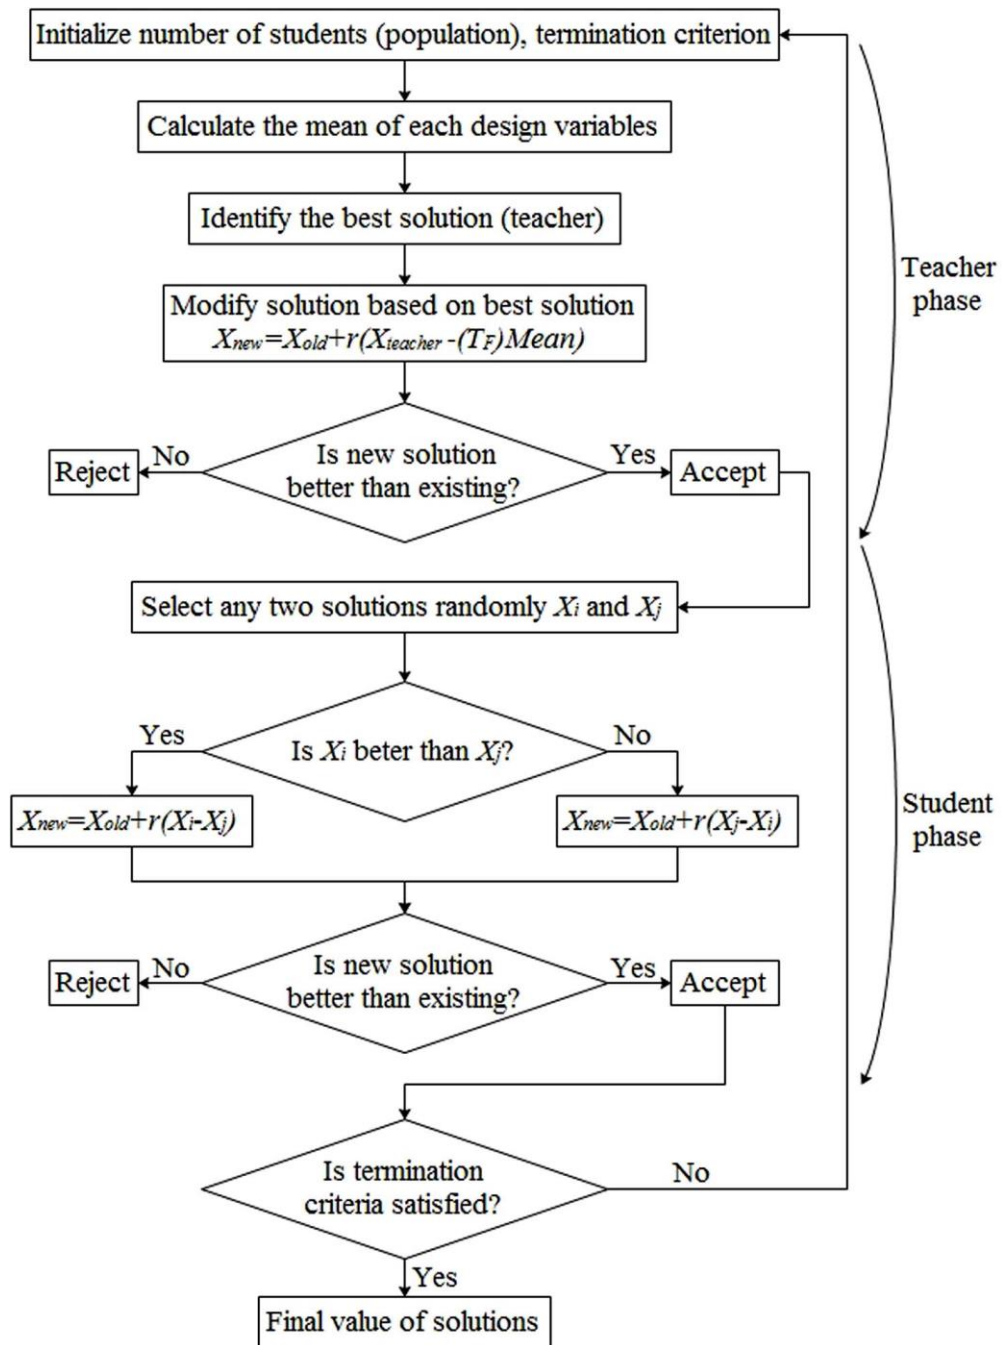 Initialize number of students (population), termination criterion
Calculate the mean of each design variables
Identify the best solution (teacher)
Modify solution based on best solution
Xnew=Xold+r(Xteacher-(TF)Mean)
Teacher
phase
Is new solution
better than existing?
No
Reject
Yes
Accept
Select any two solutions randomly Xi and Xj
Is Xi beter than Xj?
Yes
No
Xnew=Xold+r(Xi-Xj)
Xnew=Xold+r(Xj-Xi)
Student
phase
Is new solution
better than existing?
No
Reject
Yes
Accept
Is termination
criteria satisfied?
No
Yes
Final value of solutions